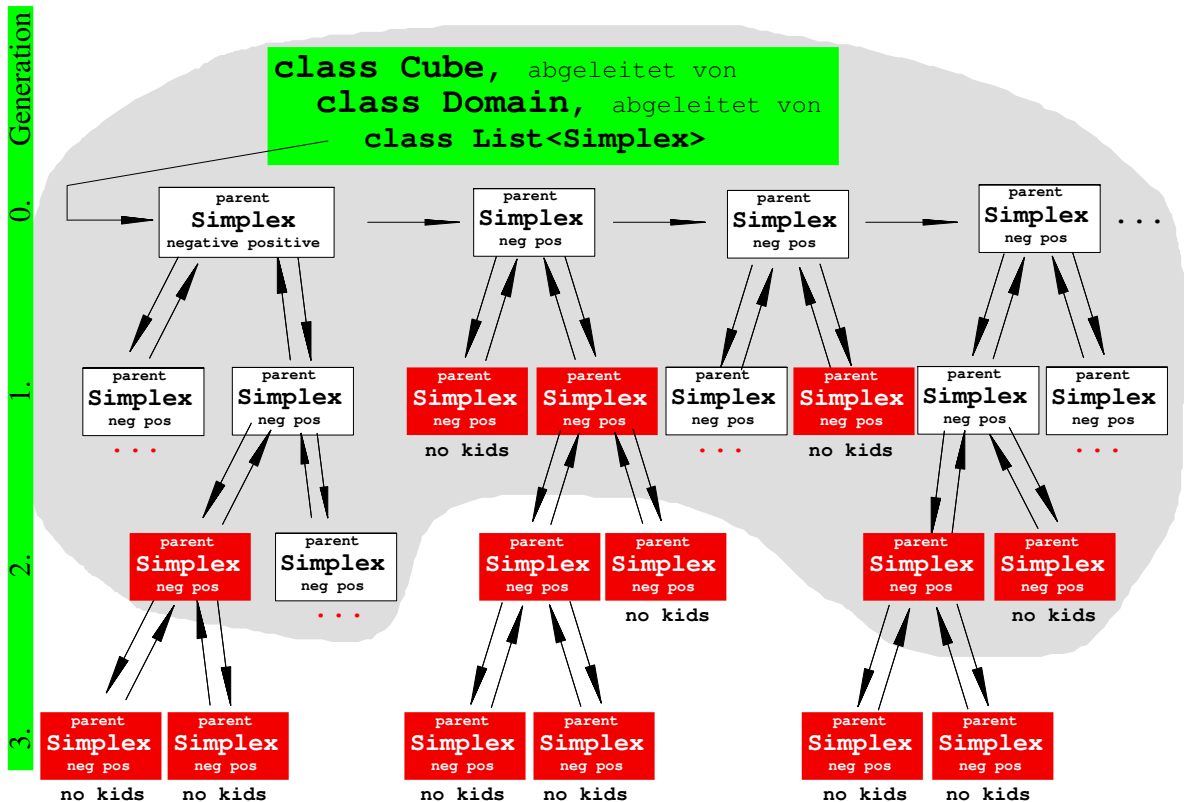 Generation
class Cube, abgeleitet von
class Domain, abgeleitet von
class List<Simplex>
0.
parent
Simplex
negative positive
parent
Simplex
neg pos
parent
Simplex
neg pos
parent
Simplex
neg pos
. . .
1.
parent
Simplex
neg pos
. . .
parent
Simplex
neg pos
parent
Simplex
neg pos
no kids
parent
Simplex
neg pos
parent
Simplex
neg pos
. . .
parent
Simplex
neg pos
no kids
parent
Simplex
neg pos
parent
Simplex
neg pos
. . .
2.
parent
Simplex
neg pos
parent
Simplex
neg pos
. . .
parent
Simplex
neg pos
parent
Simplex
neg pos
no kids
parent
Simplex
neg pos
parent
Simplex
neg pos
no kids
3.
parent
Simplex
neg pos
no kids
parent
Simplex
neg pos
no kids
parent
Simplex
neg pos
no kids
parent
Simplex
neg pos
no kids
parent
Simplex
neg pos
no kids
parent
Simplex
neg pos
no kids